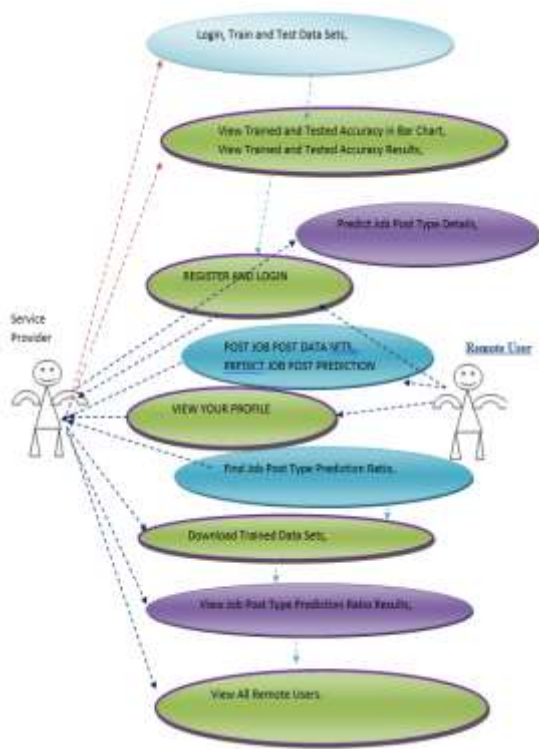 Login, Train and Test Data Sets,
View Trained and Tested Accuracy in Bar Chart,
View Trained and Tested Accuracy Results,
Predict Job Post Type Details,
REGISTER AND LOGIN
Service
Provider
POST JOB POST DATA SETS,
PREDICT JOB POST PREDICTION
Remote User
VIEW YOUR PROFILE
Find Job Post Type Prediction Ratio,
Download Trained Data Sets,
View Job Post Type Prediction Ratio Results,
View All Remote Users.